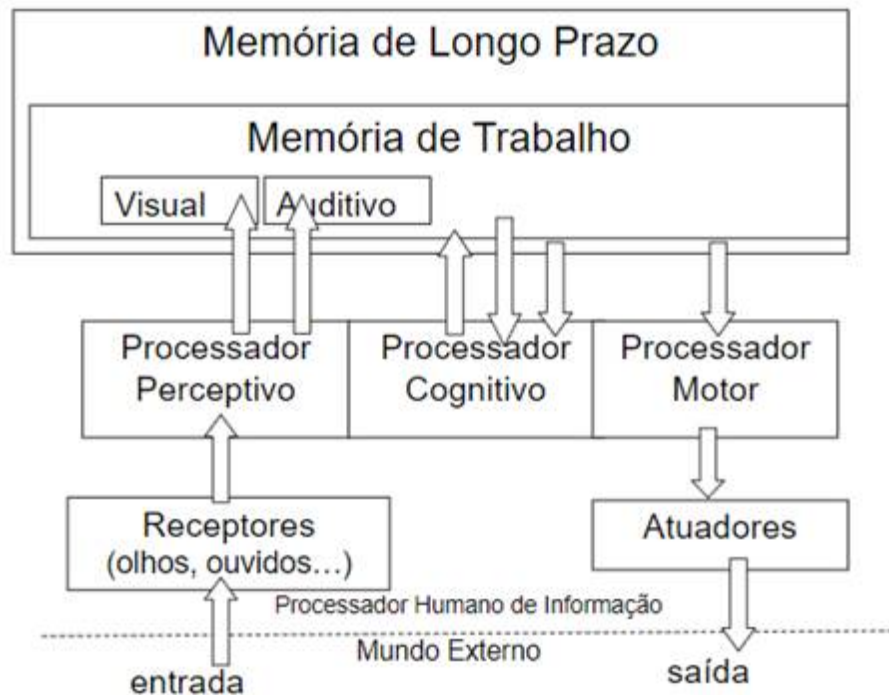 Memória de Longo Prazo
Memória de Trabalho
Visual
Auditivo
Processador
Perceptivo
Processador
Cognitivo
Processador
Motor
Receptores
(olhos, ouvidos...)
Atuadores
Processador Humano de Informação
Mundo Externo
entrada
saída